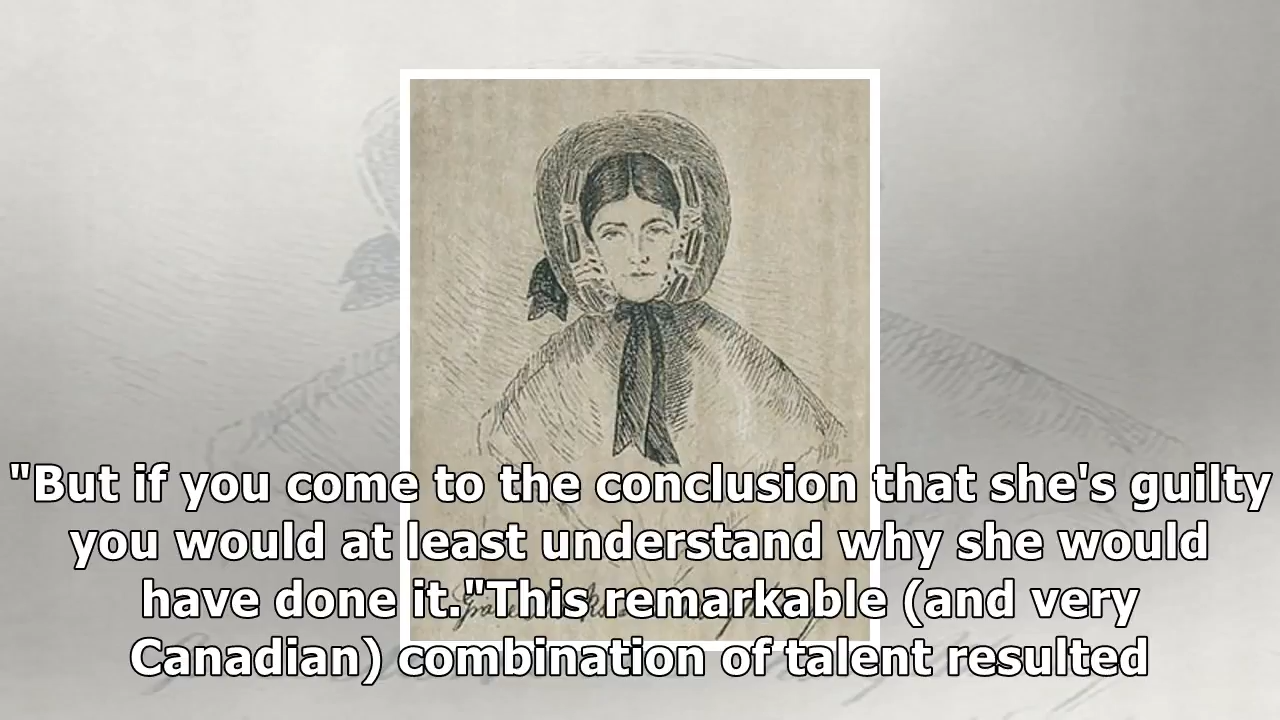 "But if you come to the conclusion that she's guilty
you would at least understand why she would
have done it."This remarkable (and very
Canadian) combination of talent resulted